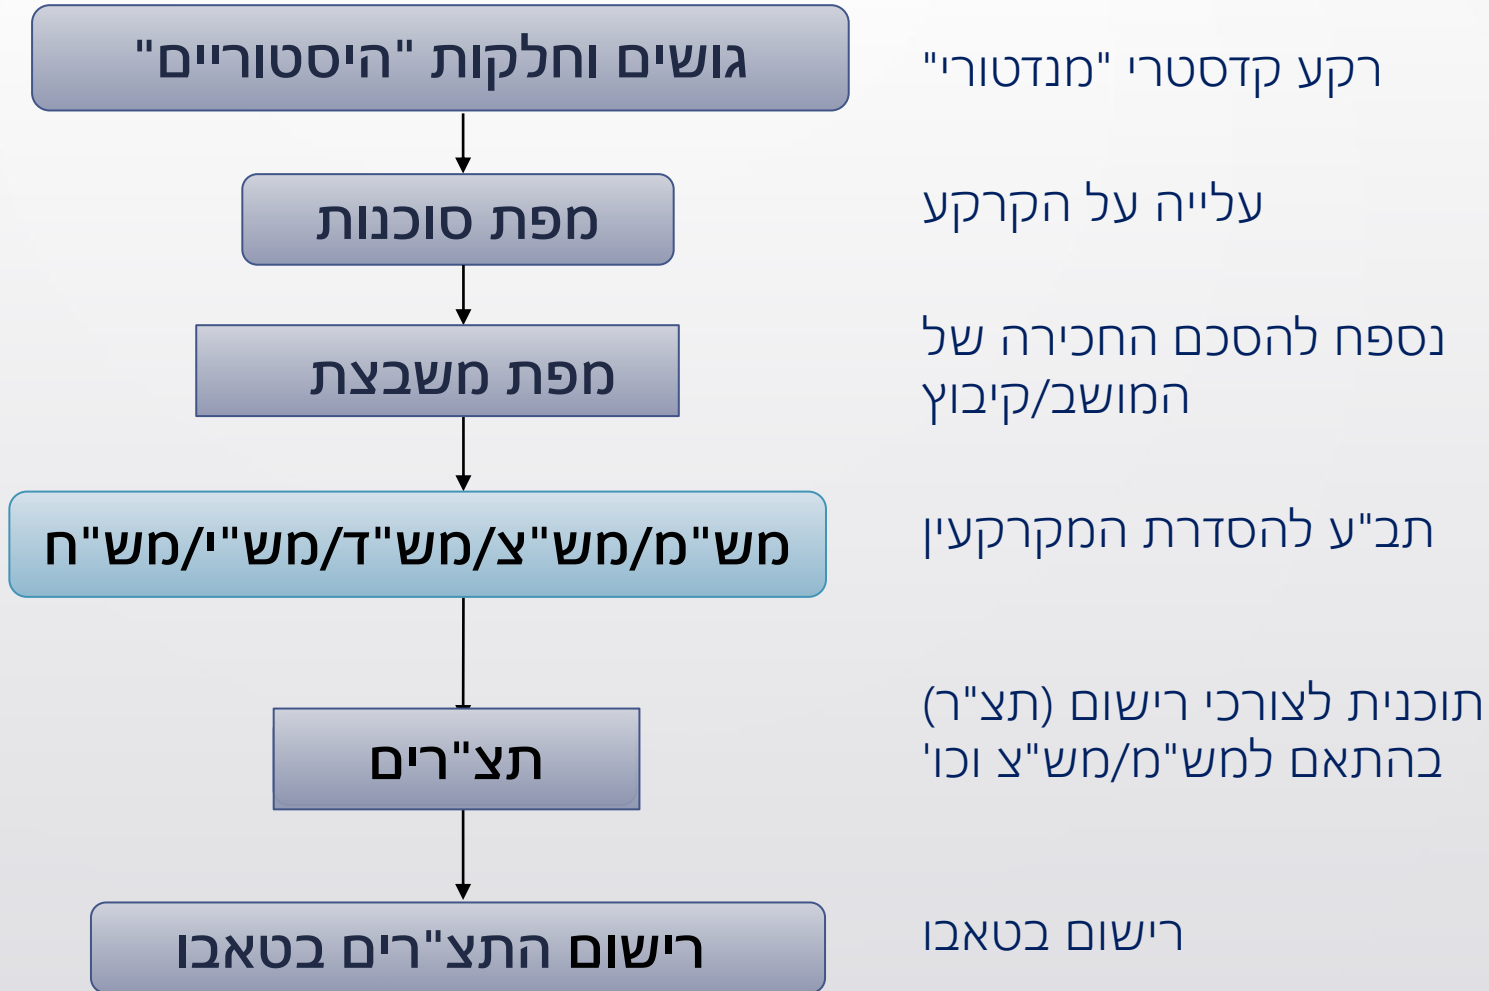 גושים וחלקות "היסטוריים"
רקע קדסטרי "מנדטורי"
מפת סוכנות
עלייה על הקרקע
מפת משבצת
נספח להסכם החכירה של
המושב/קיבוץ
מש"מ/מש"צ/מש"ד/מש"י/מש"ח
תב"ע להסדרת המקרקעין
תצ"רים
תוכנית לצורכי רישום (תצ"ר)
בהתאם למש"מ/מש"צ וכו'
רישום התצ"רים בטאבו
רישום בטאבו